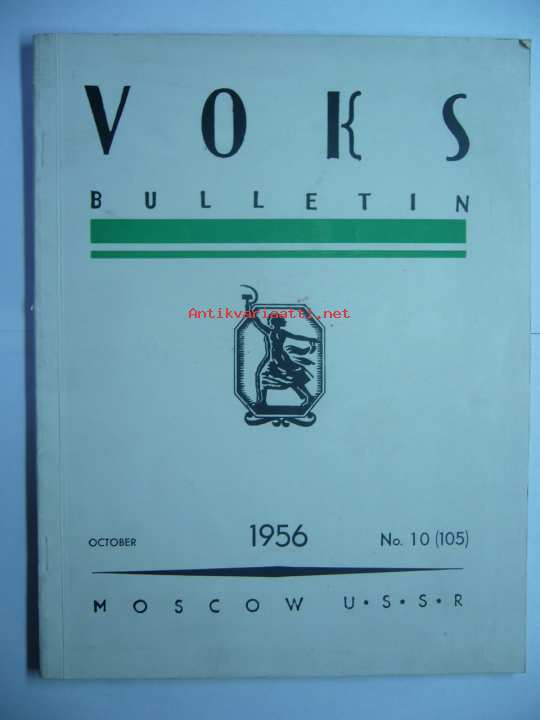 VOKS
BULLETIN
Antikvariaatti.net
OCTOBER 1956 No. 10 (105)
MOSCOW U•S•S•R